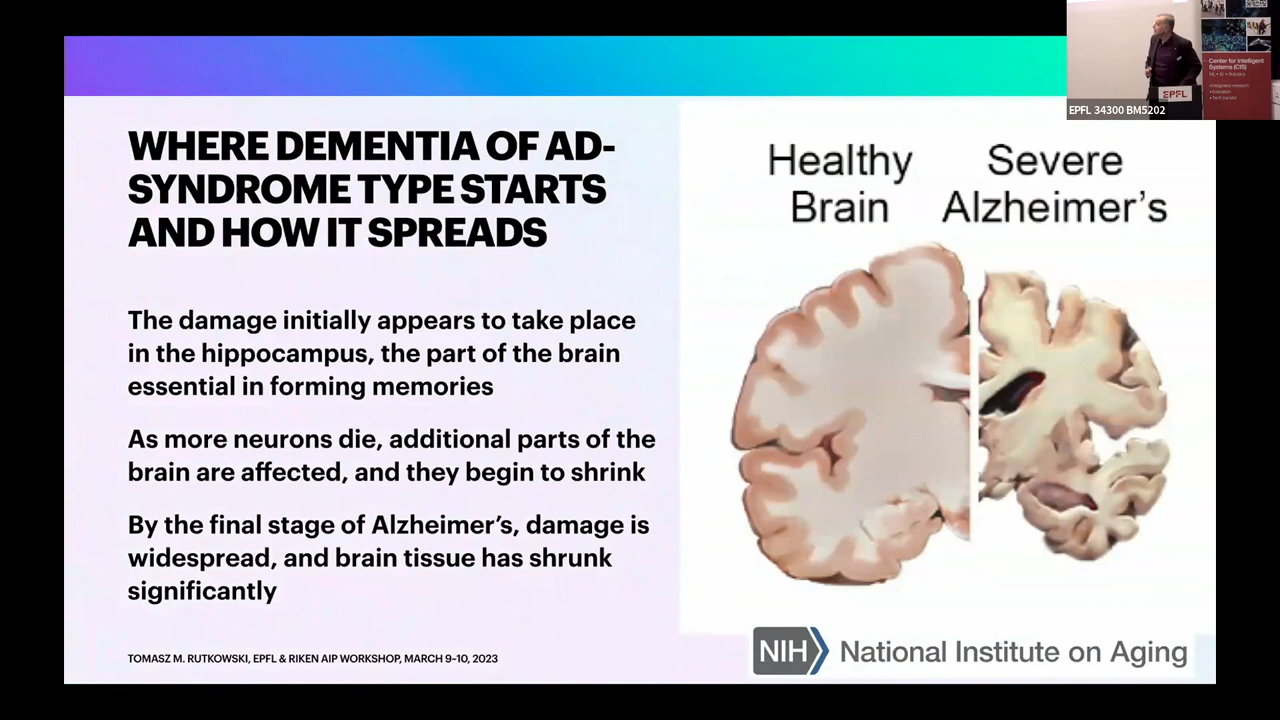 WHERE DEMENTIA OF AD-
SYNDROME TYPE STARTS
AND HOW IT SPREADS
The damage initially appears to take place
in the hippocampus, the part of the brain
essential in forming memories
As more neurons die, additional parts of the
brain are affected, and they begin to shrink
By the final stage of Alzheimer's, damage is
widespread, and brain tissue has shrunk
significantly
TOMASZ M. RUTKOWSKI, EPFL & RIKEN AIP WORKSHOP, MARCH 9–10, 2023
Healthy
Brain
Severe
Alzheimer's
NIH National Institute on Aging
Center for Intelligent
Systems (CIS)
EPFL
EPFL 34300 BM5202